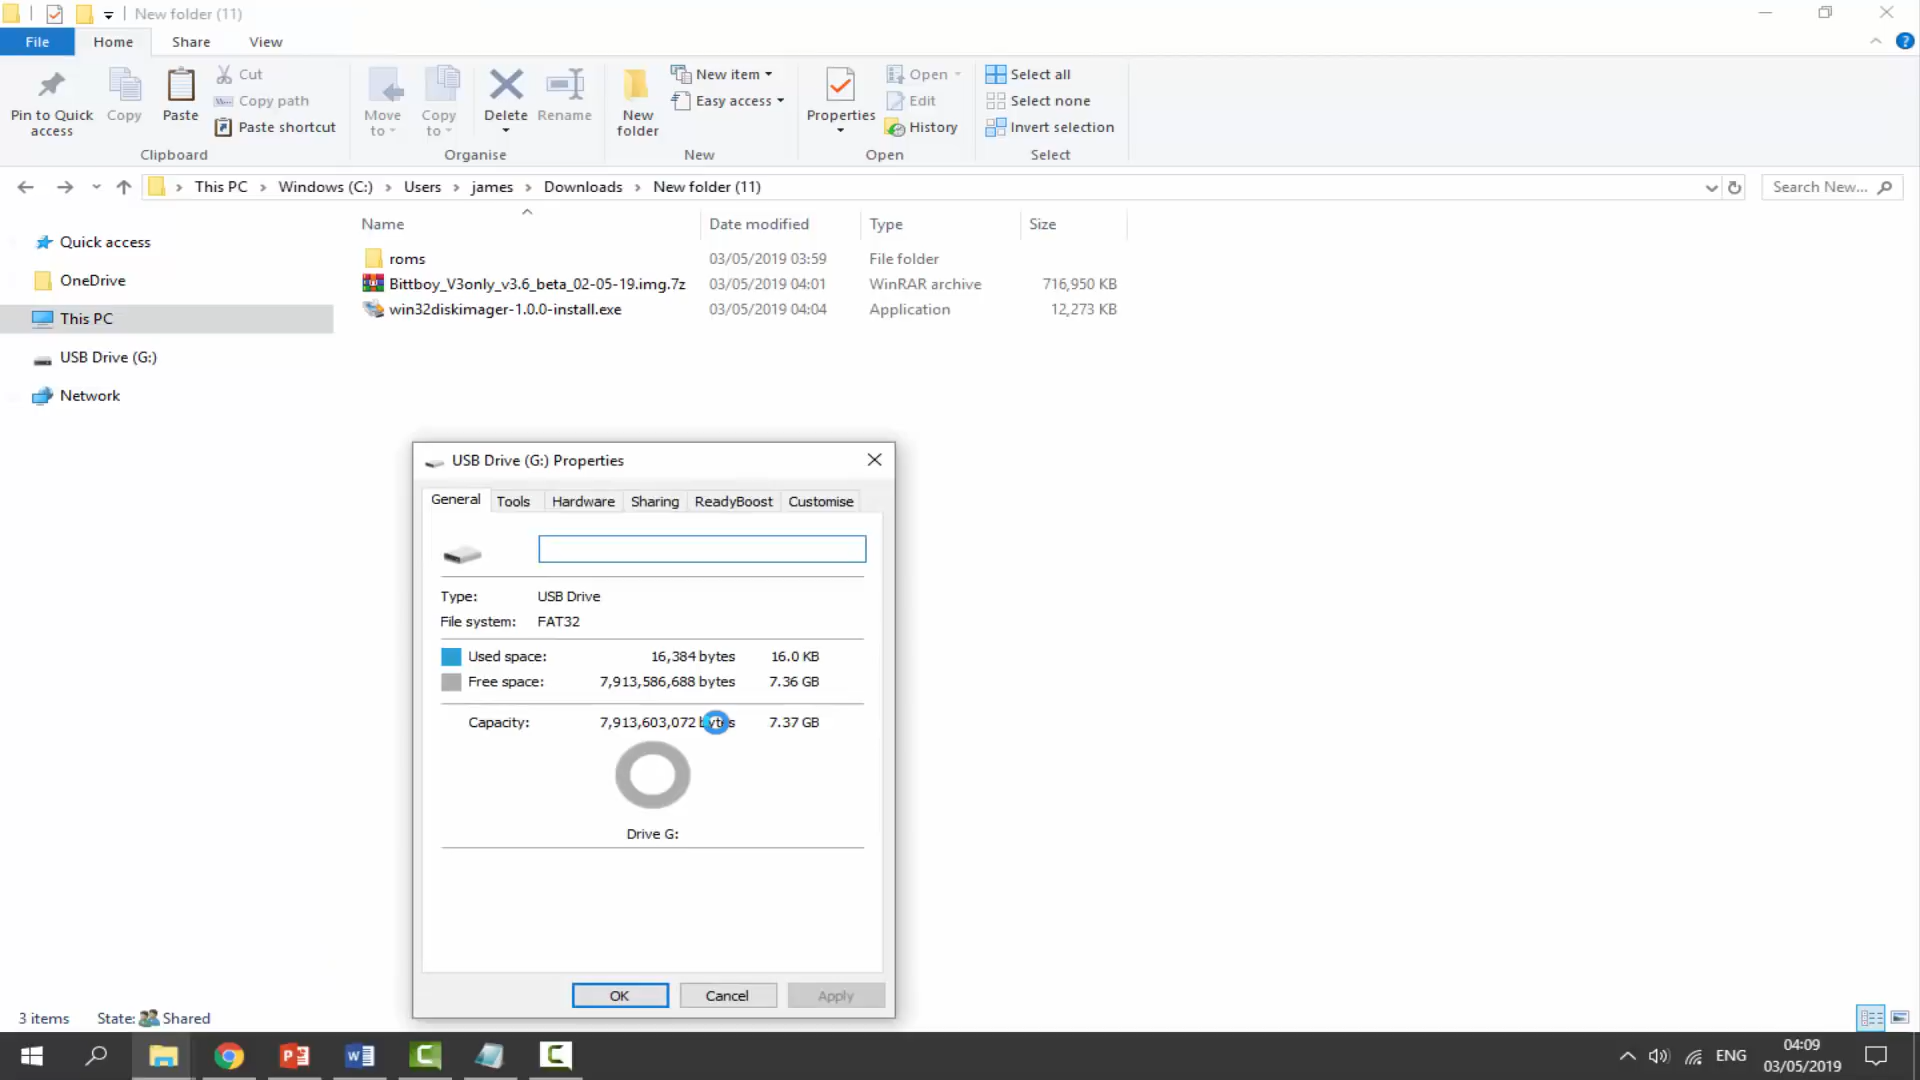 New folder (11)
File Home Share View
Pin to Quick access
Copy
Paste
Cut
Copy path
Paste shortcut
Clipboard
Move to
Copy to
Delete
Rename
Organise
New folder
New item
Easy access
New
Properties
Open
Edit
History
Open
Select all
Select none
Invert selection
Select
This PC > Windows (C:) > Users > james > Downloads > New folder (11)
Search New...
Quick access
OneDrive
This PC
USB Drive (G:)
Network
Name Date modified Type Size
roms 03/05/2019 03:59 File folder
Bittboy_V3only_v3.6_beta_02-05-19.img.7z 03/05/2019 04:01 WinRAR archive 716,950 KB
win32diskimager-1.0.0-install.exe 03/05/2019 04:04 Application 12,273 KB
USB Drive (G:) Properties
General Tools Hardware Sharing ReadyBoost Customise
Type: USB Drive
File system: FAT32
Used space: 16,384 bytes 16.0 KB
Free space: 7,913,586,688 bytes 7.36 GB
Capacity: 7,913,603,072 bytes 7.37 GB
Drive G:
OK Cancel Apply
3 items State: Shared
ENG
04:09
03/05/2019